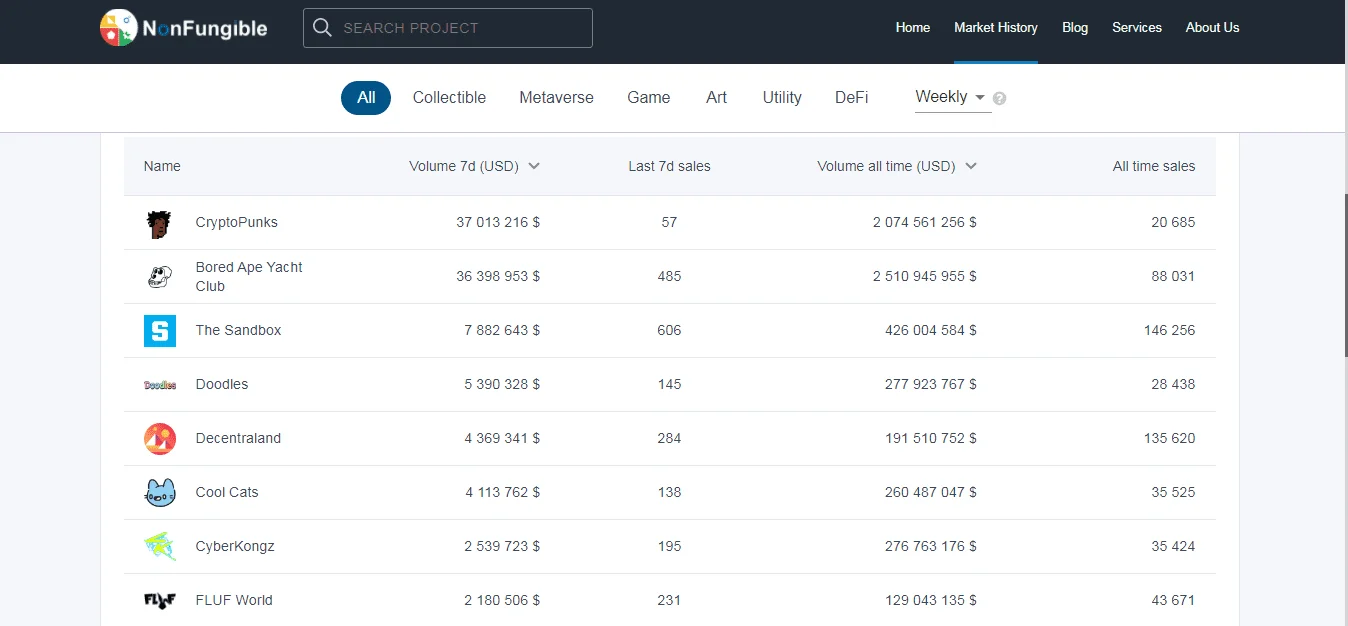 NonFungible
SEARCH PROJECT
Home Market History Blog Services About Us
All Collectible Metaverse Game Art Utility DeFi Weekly ?
Name Volume 7d (USD) Last 7d sales Volume all time (USD) All time sales
CryptoPunks 37 013 216 $ 57 2 074 561 256 $ 20 685
Bored Ape Yacht
Club 36 398 953 $ 485 2 510 945 955 $ 88 031
S The Sandbox 7 882 643 $ 606 426 004 584 $ 146 256
Doodles Doodles 5 390 328 $ 145 277 923 767 $ 28 438
Decentraland 4 369 341 $ 284 191 510 752 $ 135 620
Cool Cats 4 113 762 $ 138 260 487 047 $ 35 525
CyberKongz 2 539 723 $ 195 276 763 176 $ 35 424
FLUF FLUF World 2 180 506 $ 231 129 043 135 $ 43 671